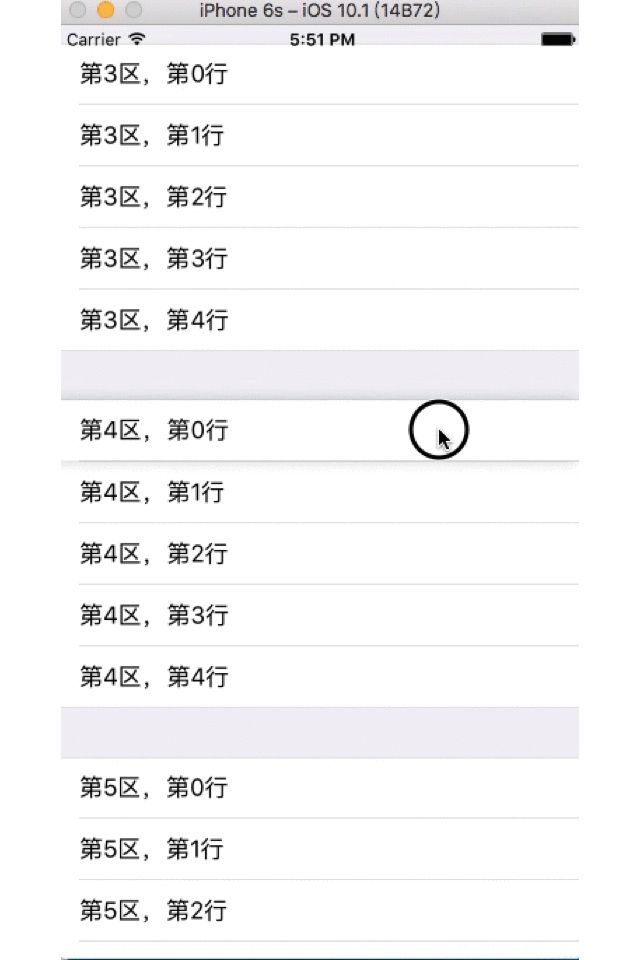 iPhone 6s – iOS 10.1 (14B72)
Carrier 5:51 PM
第3区，第0行
第3区，第1行
第3区，第2行
第3区，第3行
第3区，第4行
第4区，第0行
第4区，第1行
第4区，第2行
第4区，第3行
第4区，第4行
第5区，第0行
第5区，第1行
第5区，第2行